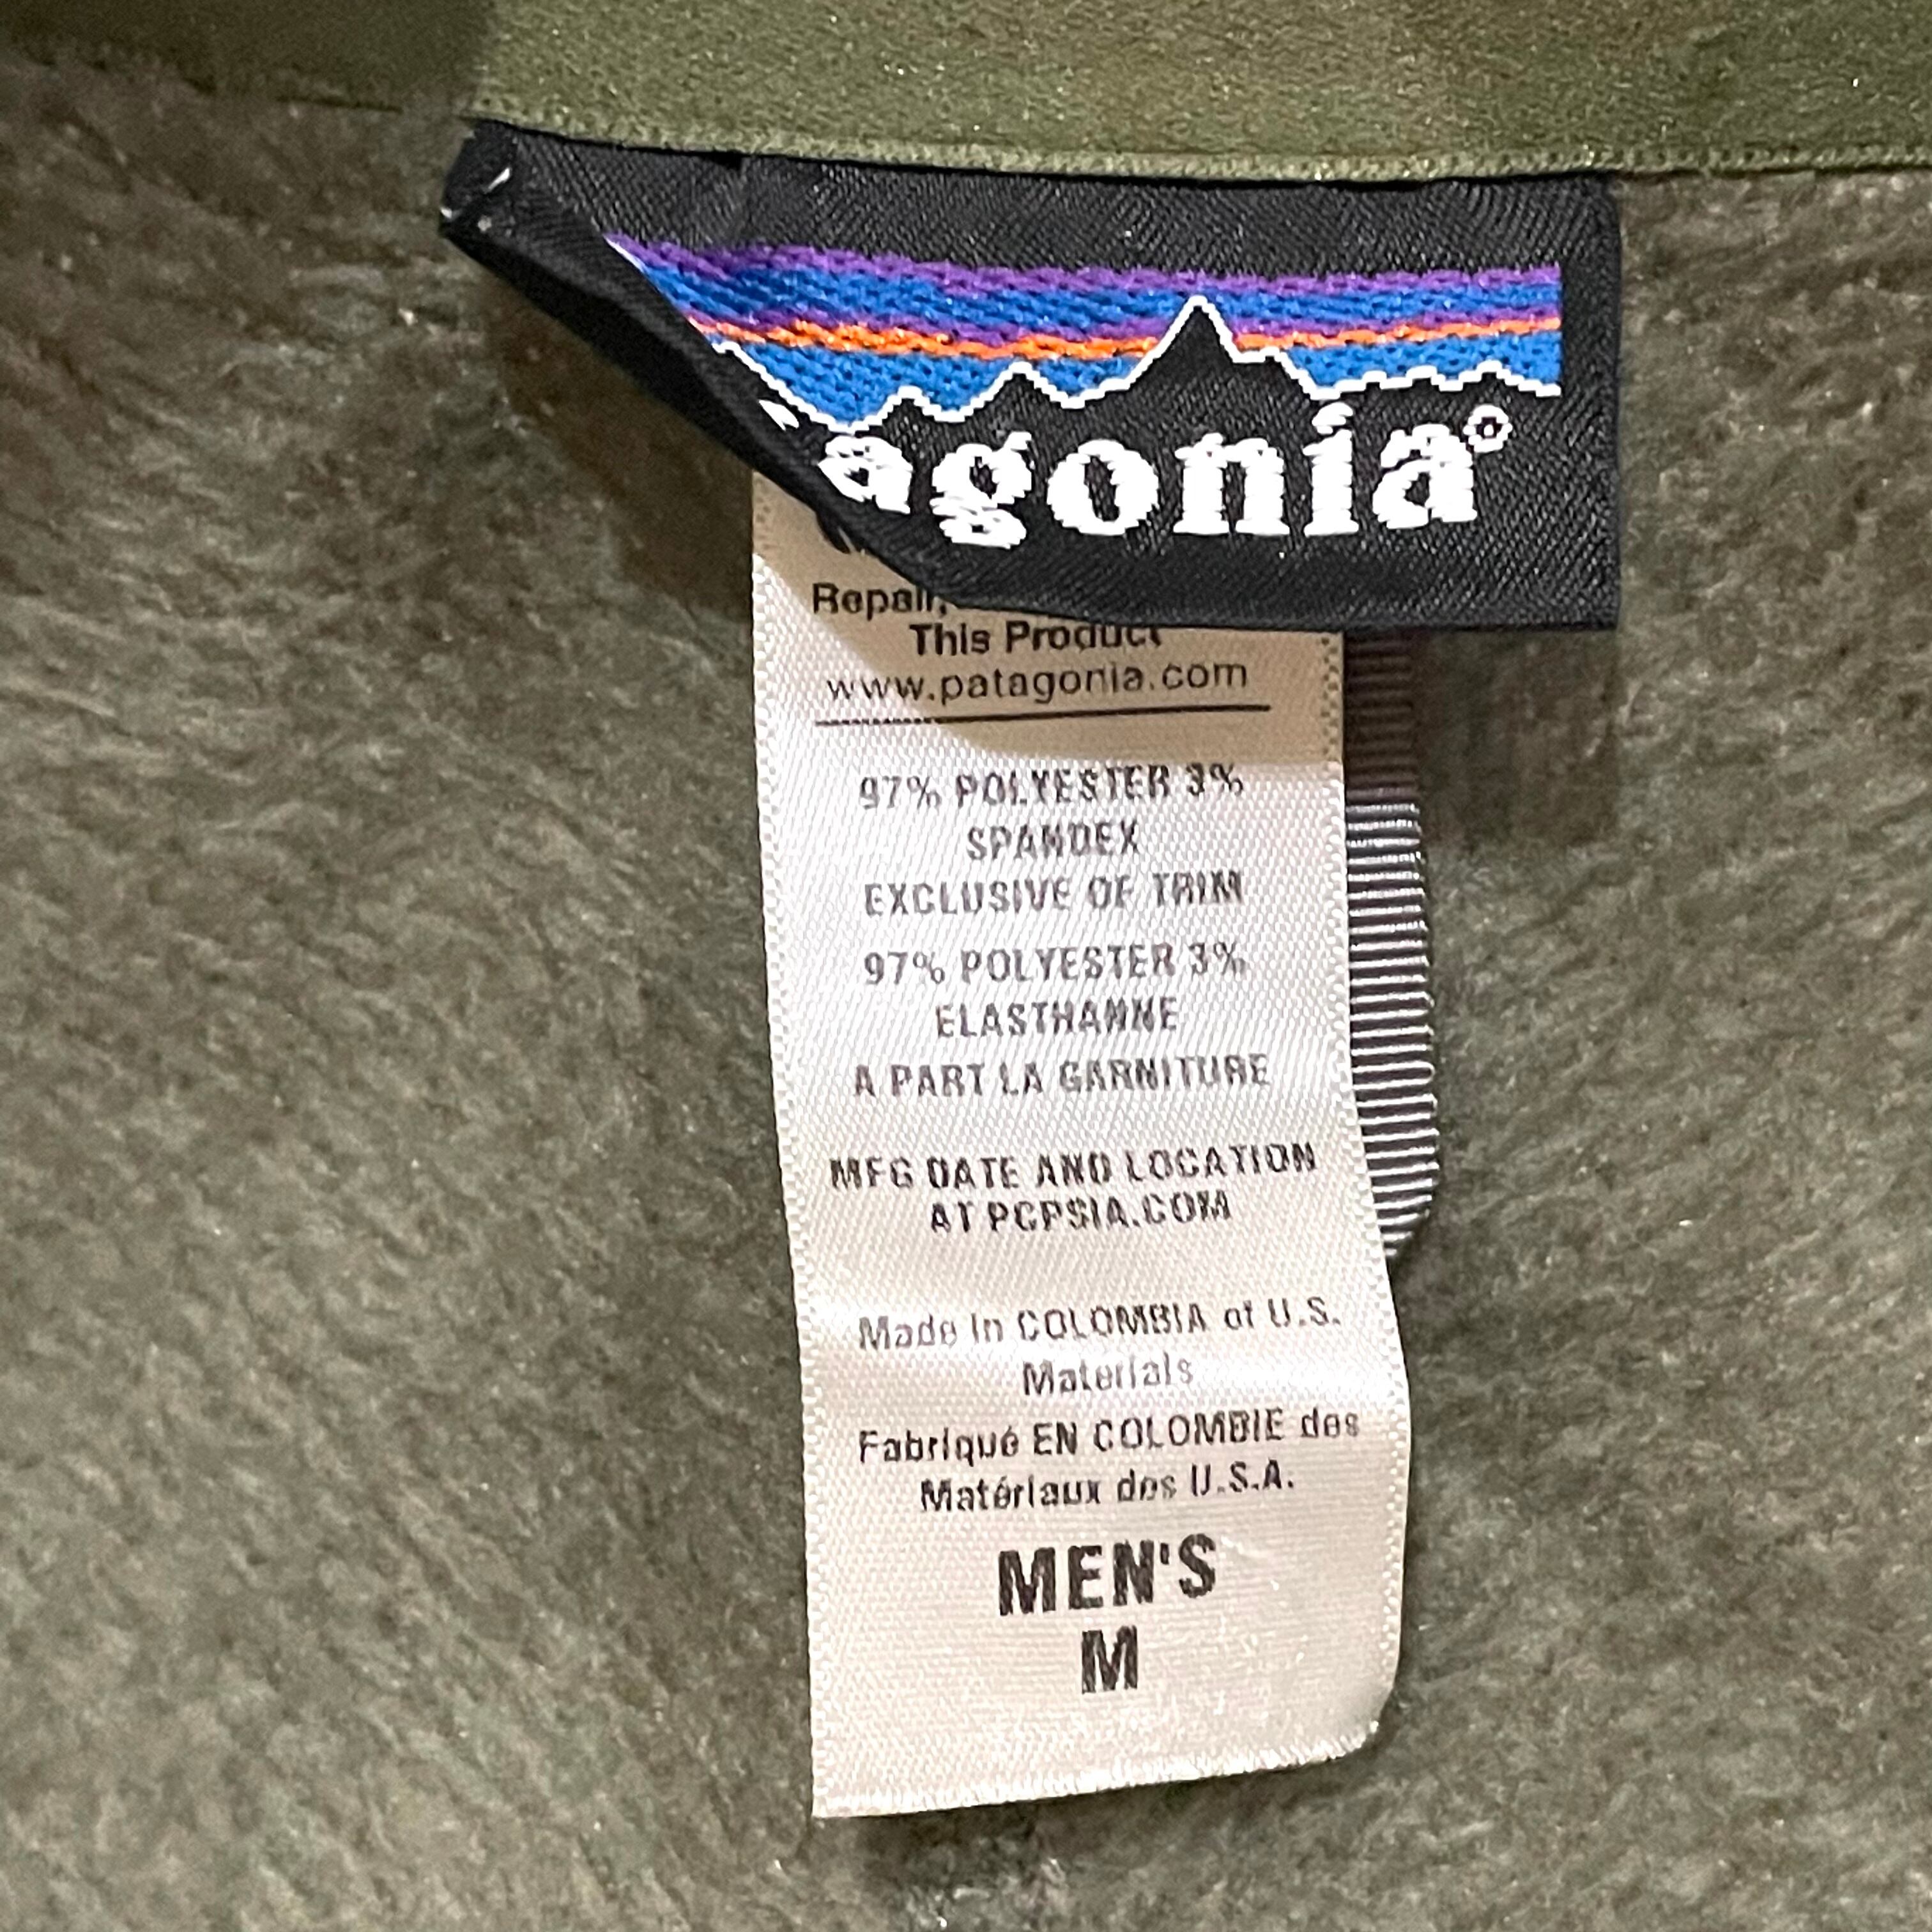 agonia®
Repair,
This Product
www.patagonia.com
97% POLYESTER 3%
SPANDEX
EXCLUSIVE OF TRIM
97% POLYESTER 3%
ELASTHANNE
A PART LA GARNITURE
MFG DATE AND LOCATION
AT PCPSIA.COM
Made in COLOMBIA of U.S.
Materials
Fabriqué EN COLOMBIE des
Matériaux des U.S.A.
MEN'S
M